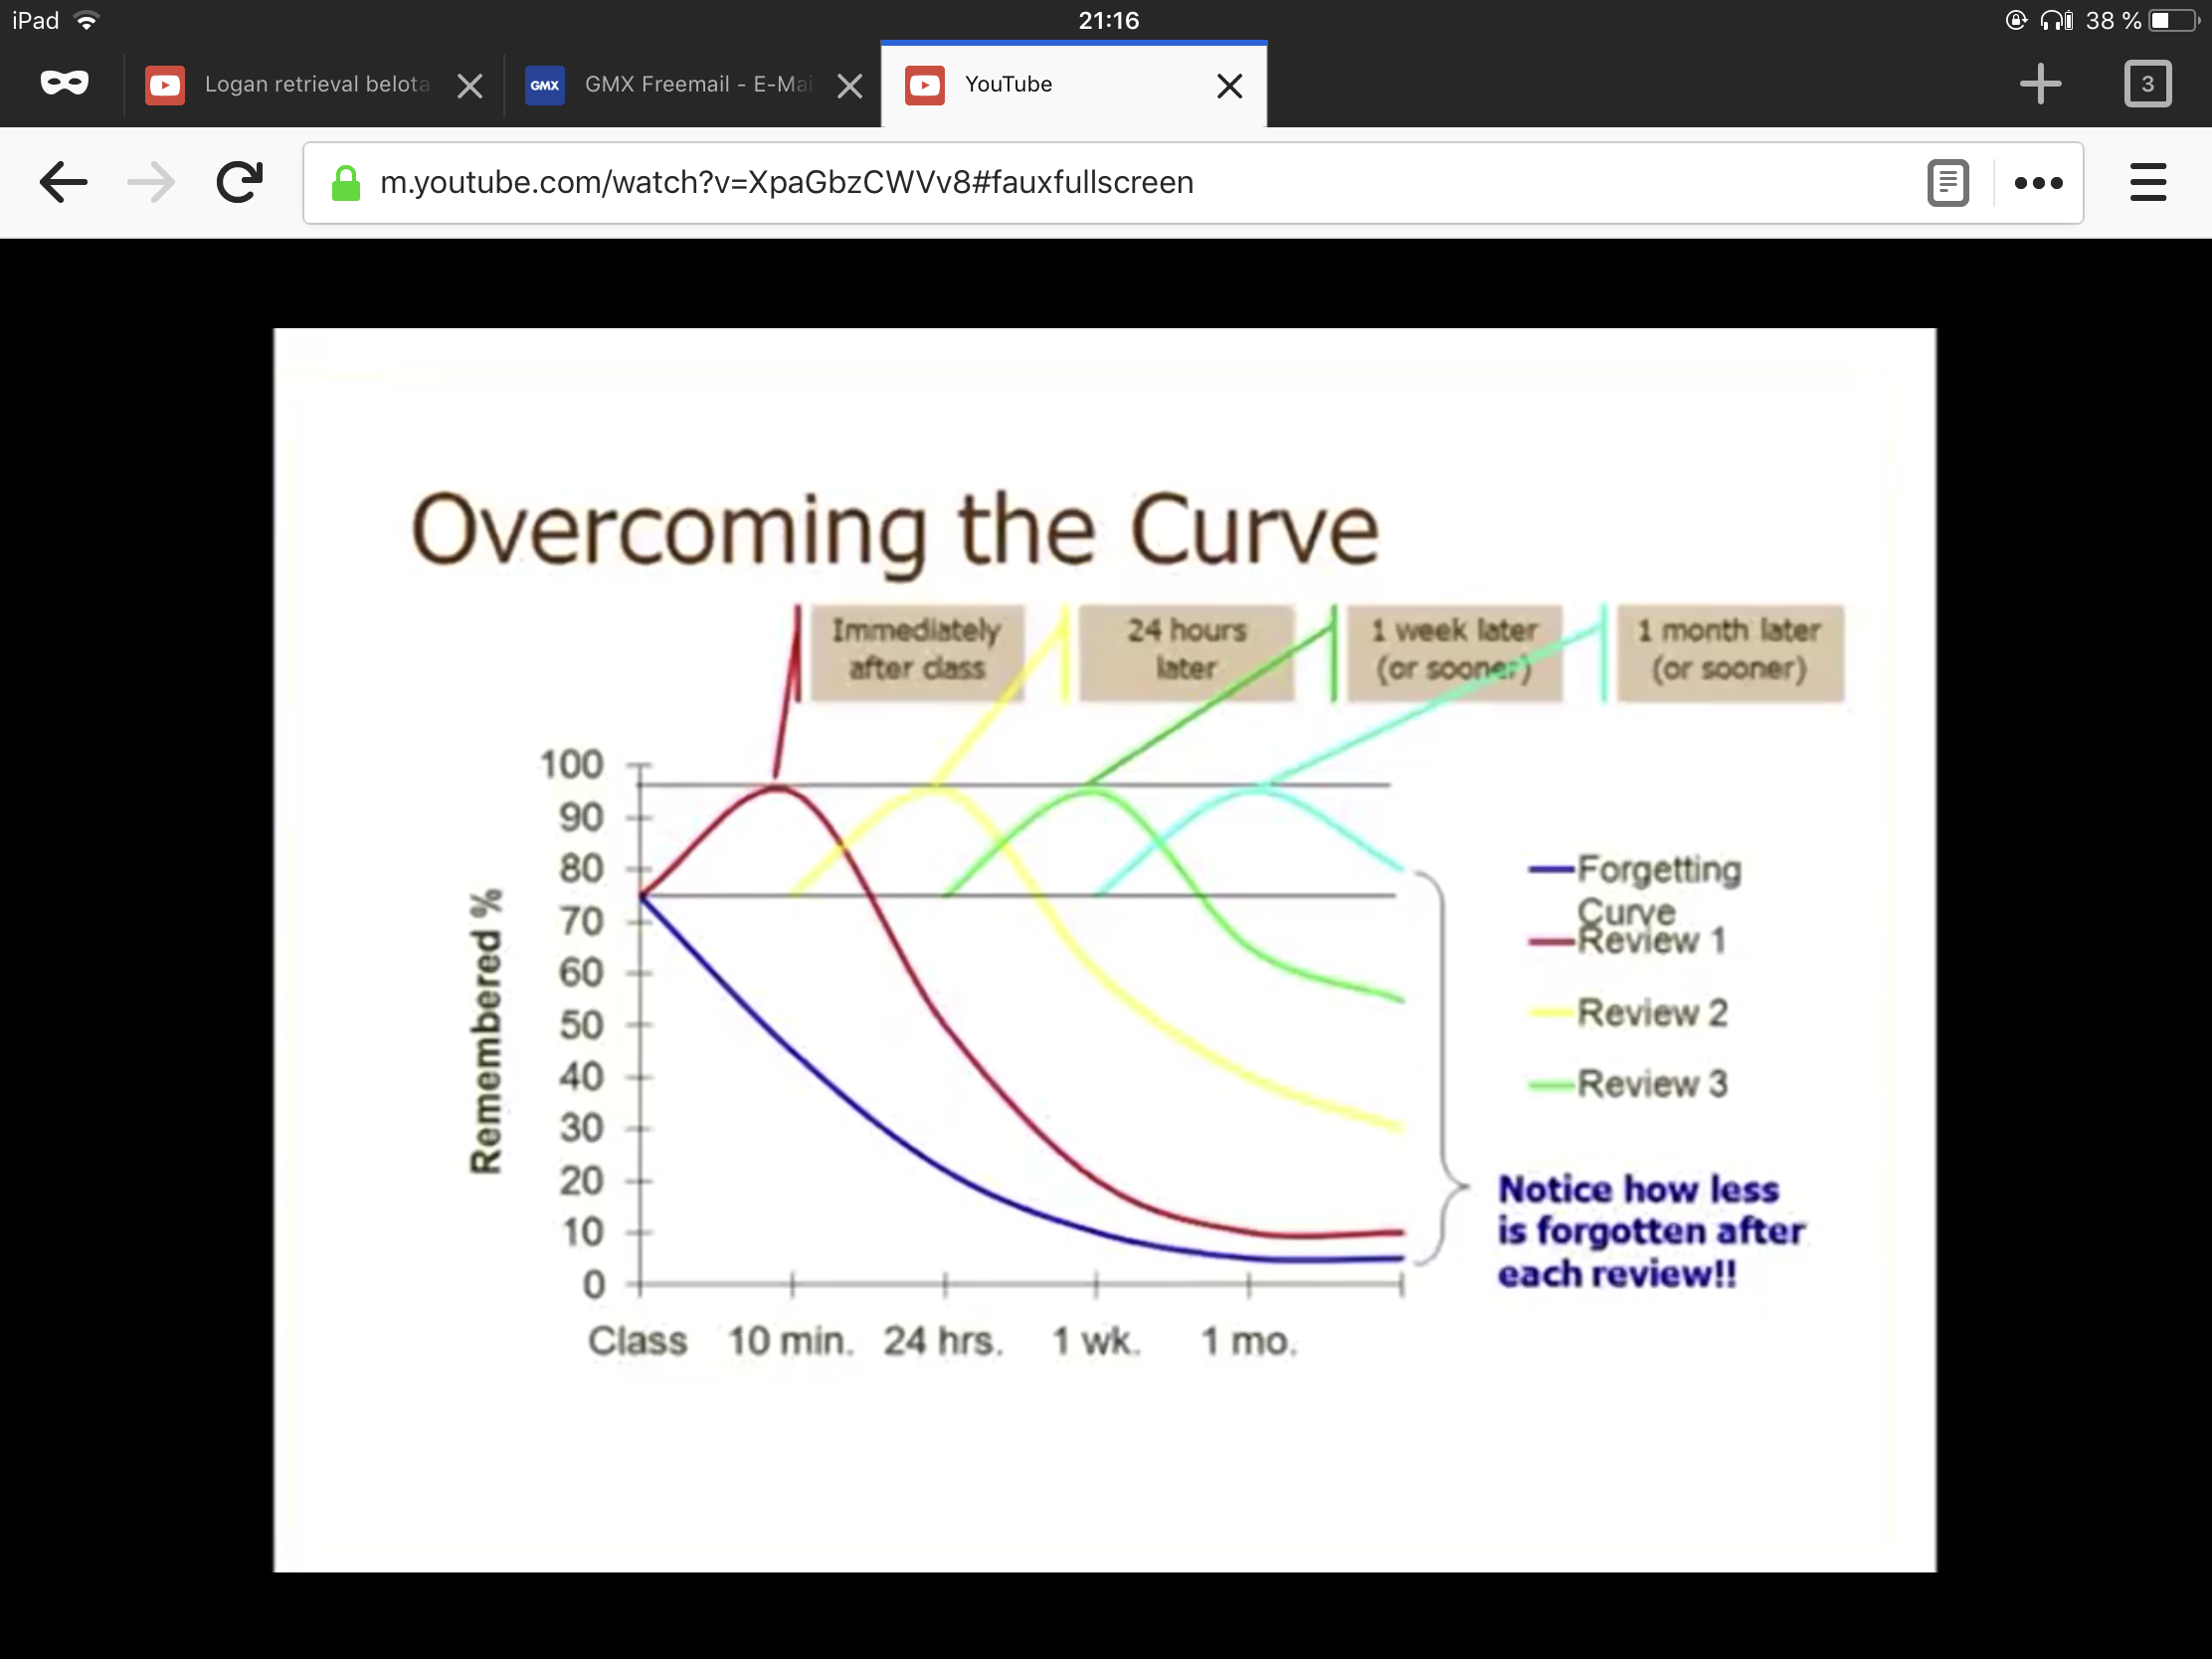 iPad 21:16 38 %
Logan retrieval belota GMX GMX Freemail - E-Mai YouTube 3
m.youtube.com/watch?v=XpaGbzCWVv8#fauxfullscreen
Overcoming the Curve
Immediately
after class
24 hours
later
1 week later
(or sooner)
1 month later
(or sooner)
Remembered %
100
90
80
70
60
50
40
30
20
10
0
Class 10 min. 24 hrs. 1 wk. 1 mo.
Forgetting
Curve
Review 1
Review 2
Review 3
Notice how less
is forgotten after
each review!!